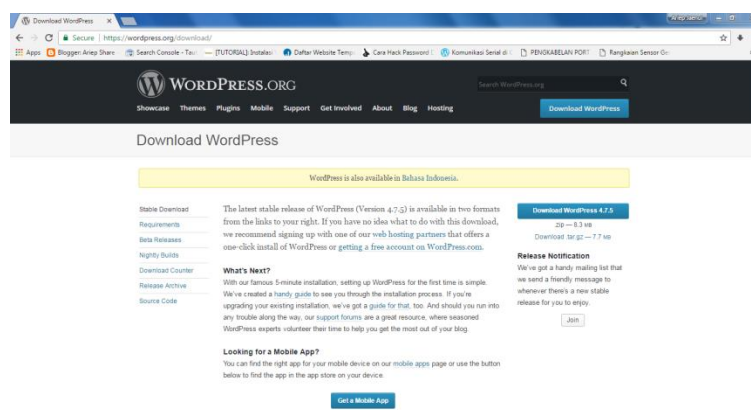 Download WordPress
Ariep Samsul
Secure | https://wordpress.org/download/
Apps Blogger: Ariep Share Search Console - Taut [TUTORIAL]: Instalasi Daftar Website Temp Cara Hack Password Komunikasi Serial di PENGKABELAN PORT Rangkaian Sensor
WORDPRESS.ORG
Search WordPress.org
Showcase Themes Plugins Mobile Support Get Involved About Blog Hosting
Download WordPress
Download WordPress
WordPress is also available in Bahasa Indonesia.
Stable Download
Requirements
Beta Releases
Nightly Builds
Download Counter
Release Archive
Source Code
The latest stable release of WordPress (Version 4.7.5) is available in two formats
from the links to your right. If you have no idea what to do with this download,
we recommend signing up with one of our web hosting partners that offers a
one-click install of WordPress or getting a free account on WordPress.com.
What's Next?
With our famous 5-minute installation, setting up WordPress for the first time is simple.
We've created a handy guide to see you through the installation process. If you're
upgrading your existing installation, we've got a guide for that, too. And should you run into
any trouble along the way, our support forums are a great resource, where seasoned
WordPress experts volunteer their time to help you get the most out of your blog.
Looking for a Mobile App?
You can find the right app for your mobile device on our mobile apps page or use the button
below to find the app in the app store on your device.
Get a Mobile App
Download WordPress 4.7.5
.zip — 8.3 MB
Download .tar.gz — 7.7 MB
Release Notification
We've got a handy mailing list that
we send a friendly message to
whenever there's a new stable
release for you to enjoy.
Join